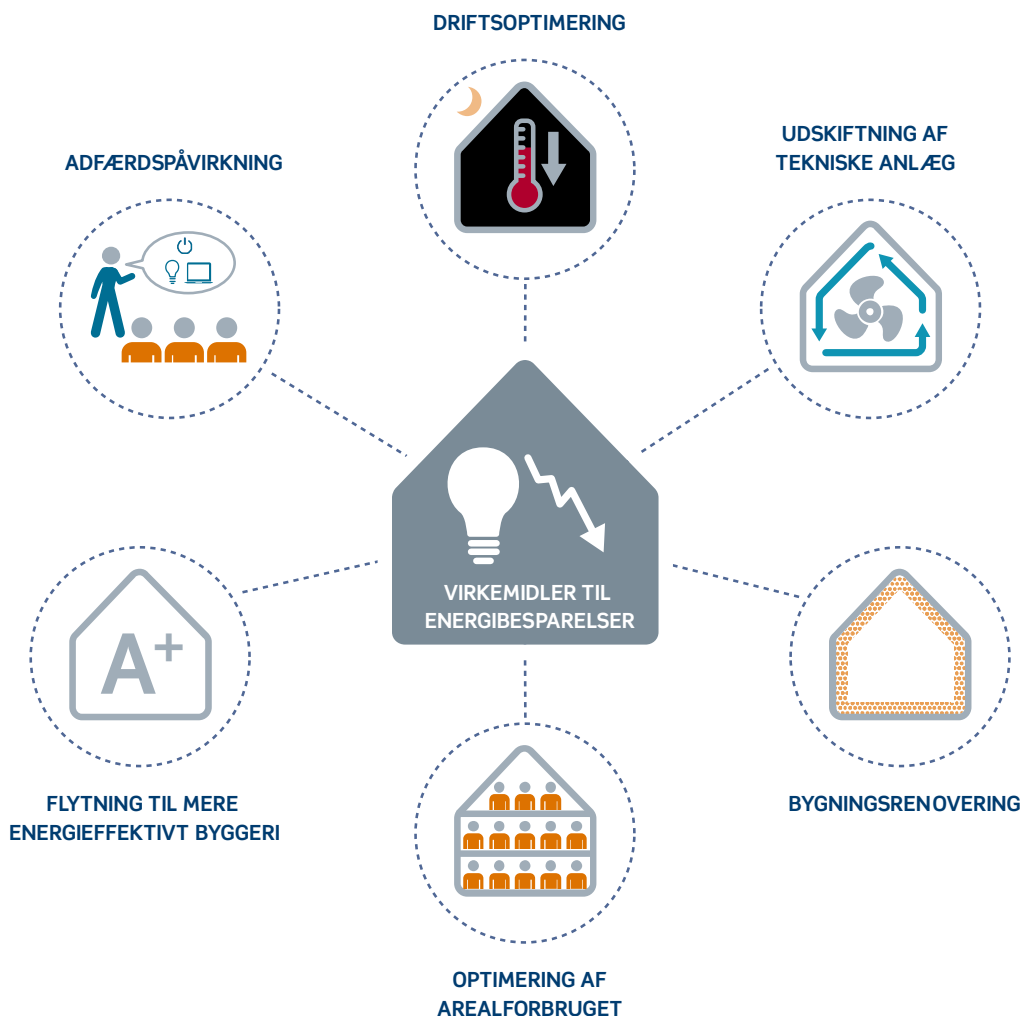 DRIFTSOPTIMERING
UDSKIFTNING AF
TEKNISKE ANLÆG
ADFÆRDSPÅVIRKNING
VIRKEMIDLER TIL
ENERGIBESPARELSER
A+
FLYTNING TIL MERE
ENERGIEFFEKTIVT BYGGERI
BYGNINGSRENOVERING
OPTIMERING AF
AREALFORBRUGET